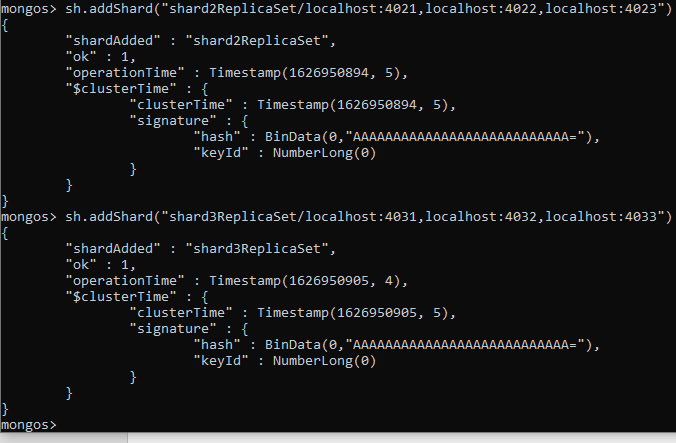 mongos> sh.addShard("shard2ReplicaSet/localhost:4021,localhost:4022,localhost:4023")
{
        "shardAdded" : "shard2ReplicaSet",
        "ok" : 1,
        "operationTime" : Timestamp(1626950894, 5),
        "$clusterTime" : {
                "clusterTime" : Timestamp(1626950894, 5),
                "signature" : {
                        "hash" : BinData(0,"AAAAAAAAAAAAAAAAAAAAAAAAAAA="),
                        "keyId" : NumberLong(0)
                }
        }
}
mongos> sh.addShard("shard3ReplicaSet/localhost:4031,localhost:4032,localhost:4033")
{
        "shardAdded" : "shard3ReplicaSet",
        "ok" : 1,
        "operationTime" : Timestamp(1626950905, 4),
        "$clusterTime" : {
                "clusterTime" : Timestamp(1626950905, 5),
                "signature" : {
                        "hash" : BinData(0,"AAAAAAAAAAAAAAAAAAAAAAAAAAA="),
                        "keyId" : NumberLong(0)
                }
        }
}
mongos>